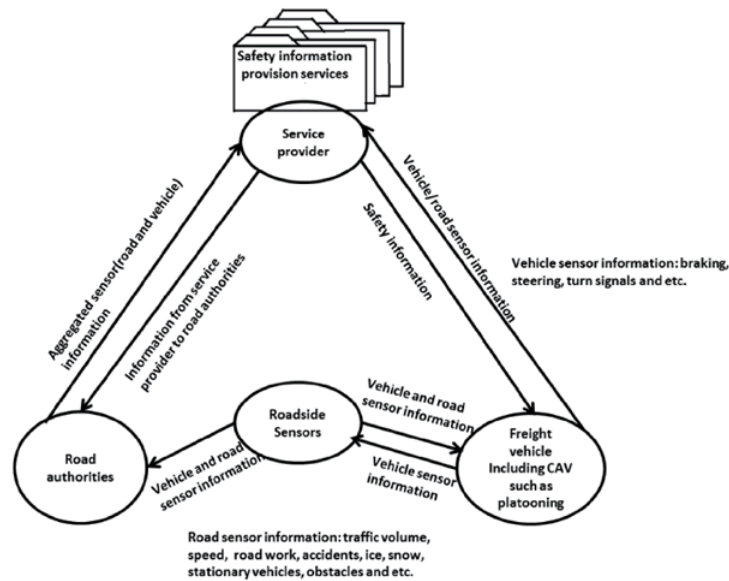 Safety information
provision services
Service
provider
Aggregated sensor(road and vehicle)
information
Information from service
provider to road authorities
Safety information
Vehicle/road sensor information
Vehicle sensor information: braking,
steering, turn signals and etc.
Vehicle and road
sensor information
Roadside
Sensors
Road
authorities
Vehicle and road
sensor information
Vehicle sensor
information
Freight
vehicle
Including CAV
such as
platooning
Road sensor information: traffic volume,
speed, road work, accidents, ice, snow,
stationary vehicles, obstacles and etc.